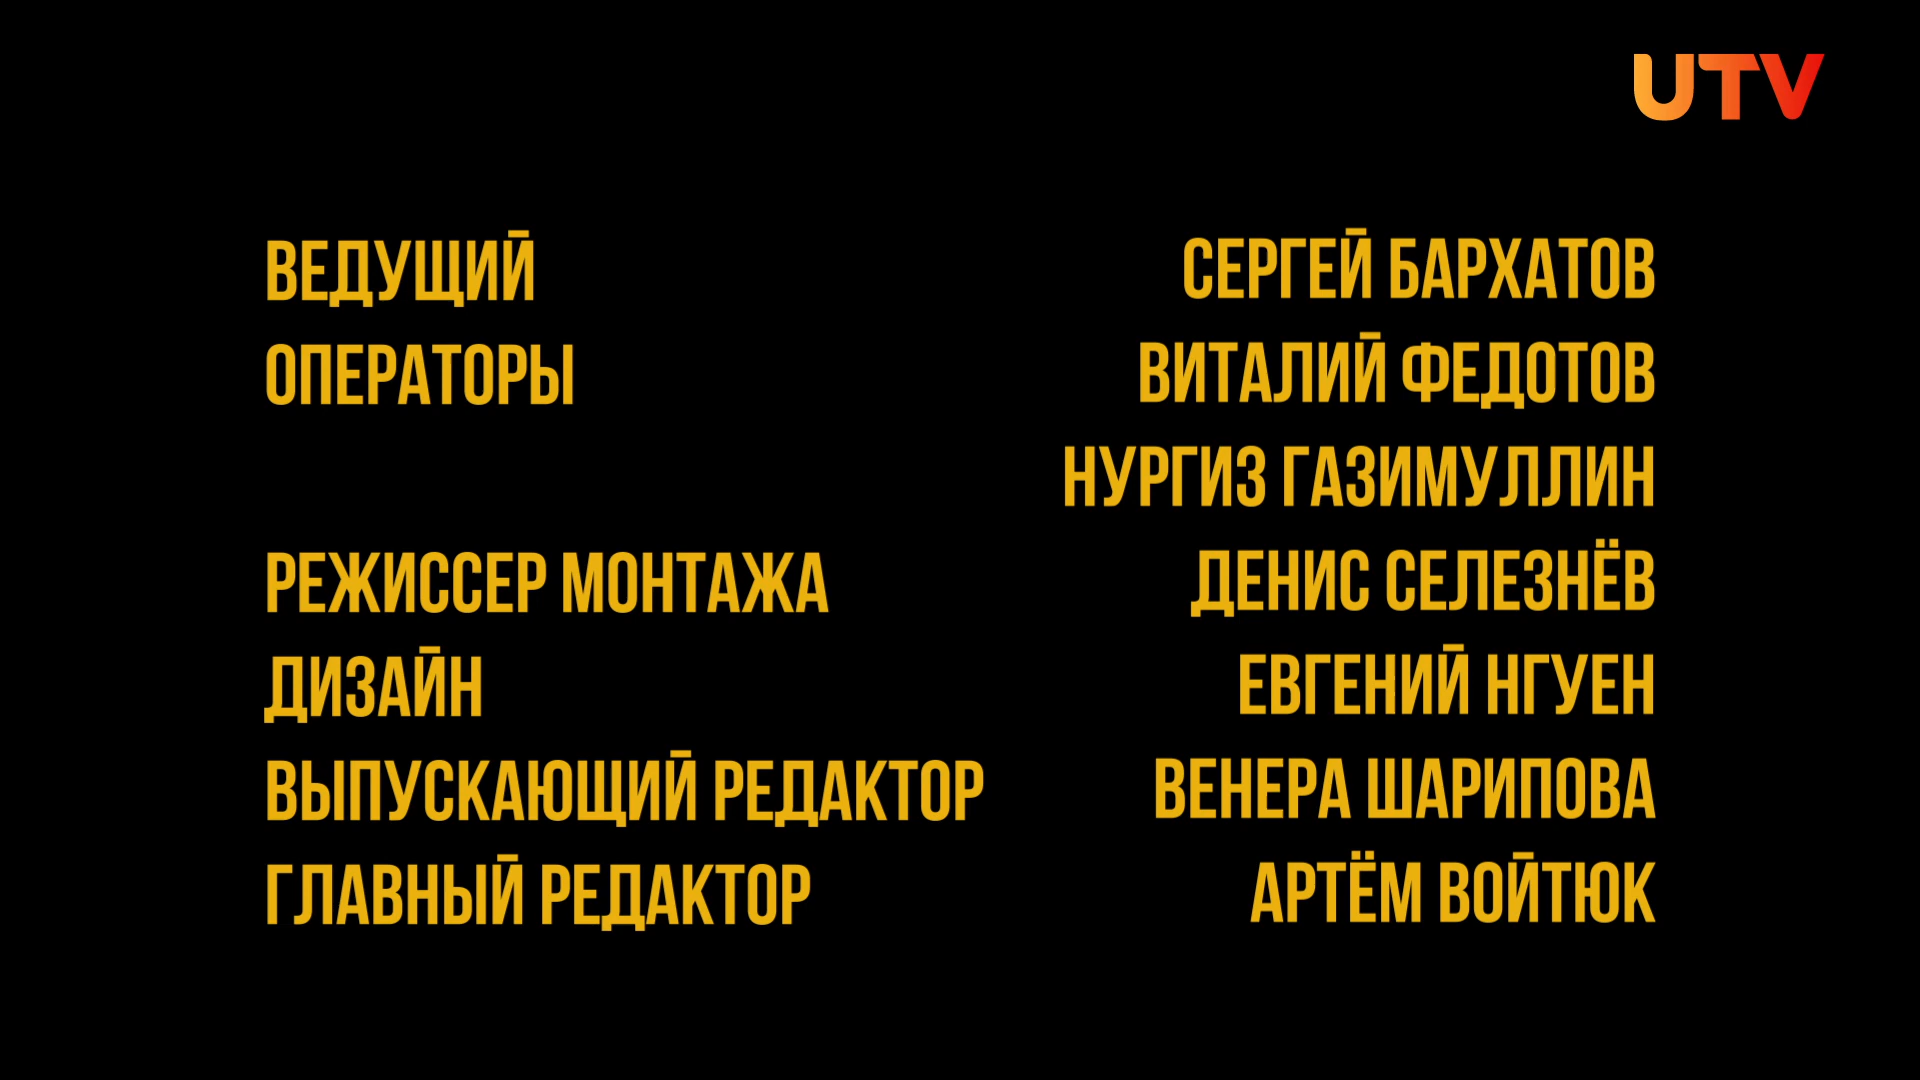 UTV
ВЕДУЩИЙ СЕРГЕЙ БАРХАТОВ
ОПЕРАТОРЫ ВИТАЛИЙ ФЕДОТОВ
НУРГИЗ ГАЗИМУЛЛИН
РЕЖИССЕР МОНТАЖА ДЕНИС СЕЛЕЗНЁВ
ДИЗАЙН ЕВГЕНИЙ НГУЕН
ВЫПУСКАЮЩИЙ РЕДАКТОР ВЕНЕРА ШАРИПОВА
ГЛАВНЫЙ РЕДАКТОР АРТЁМ ВОЙТЮК